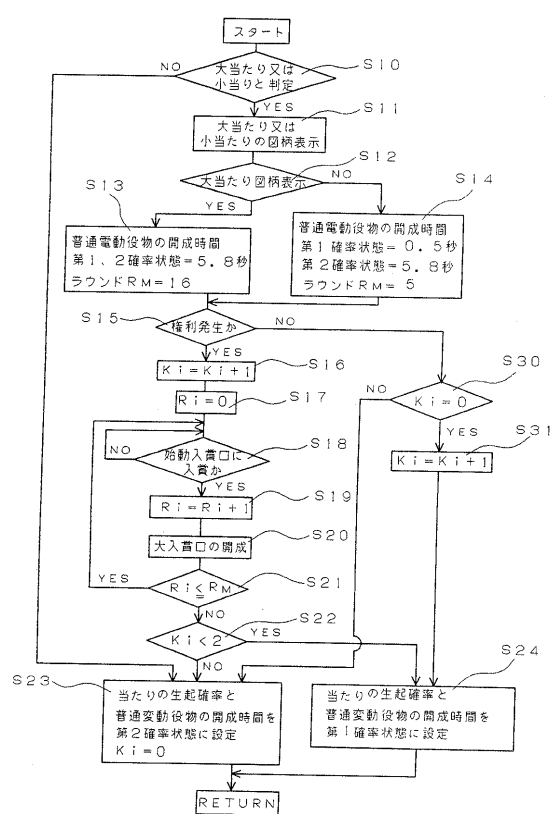 スタート
NO
大当たり又は
小当りと判定
S10
YES
S11
大当たり又は
小当たりの図柄表示
S12
大当たり図柄表示
NO
S13
YES
S14
普通電動役物の開成時間
第1、2確率状態=5.8秒
ラウンドRM=16
普通電動役物の開成時間
第1確率状態=0.5秒
第2確率状態=5.8秒
ラウンドRM=5
S15
権利発生か
NO
YES
S16
Ki=Ki+1
S17
Ri=0
S30
NO
Ki=0
YES
S31
Ki=Ki+1
NO
始動入賞口に
入賞か
S18
YES
S19
Ri=Ri+1
S20
大入賞口の開成
YES
Ri≦RM
S21
NO
S22
Ki<2
YES
NO
S23
S24
当たりの生起確率と
普通変動役物の開成時間を
第2確率状態に設定
Ki=0
当たりの生起確率と
普通変動役物の開成時間を
第1確率状態に設定
RETURN